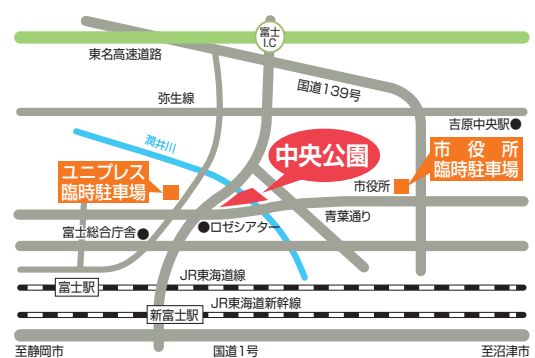 富士
I.C
東名高速道路
国道139号
弥生線
吉原中央駅
潤井川
中央公園
市役所
臨時駐車場
ユニプレス
臨時駐車場
市役所
青葉通り
ロゼシアター
富士総合庁舎
JR東海道線
富士駅
JR東海道新幹線
新富士駅
至静岡市
国道1号
至沼津市